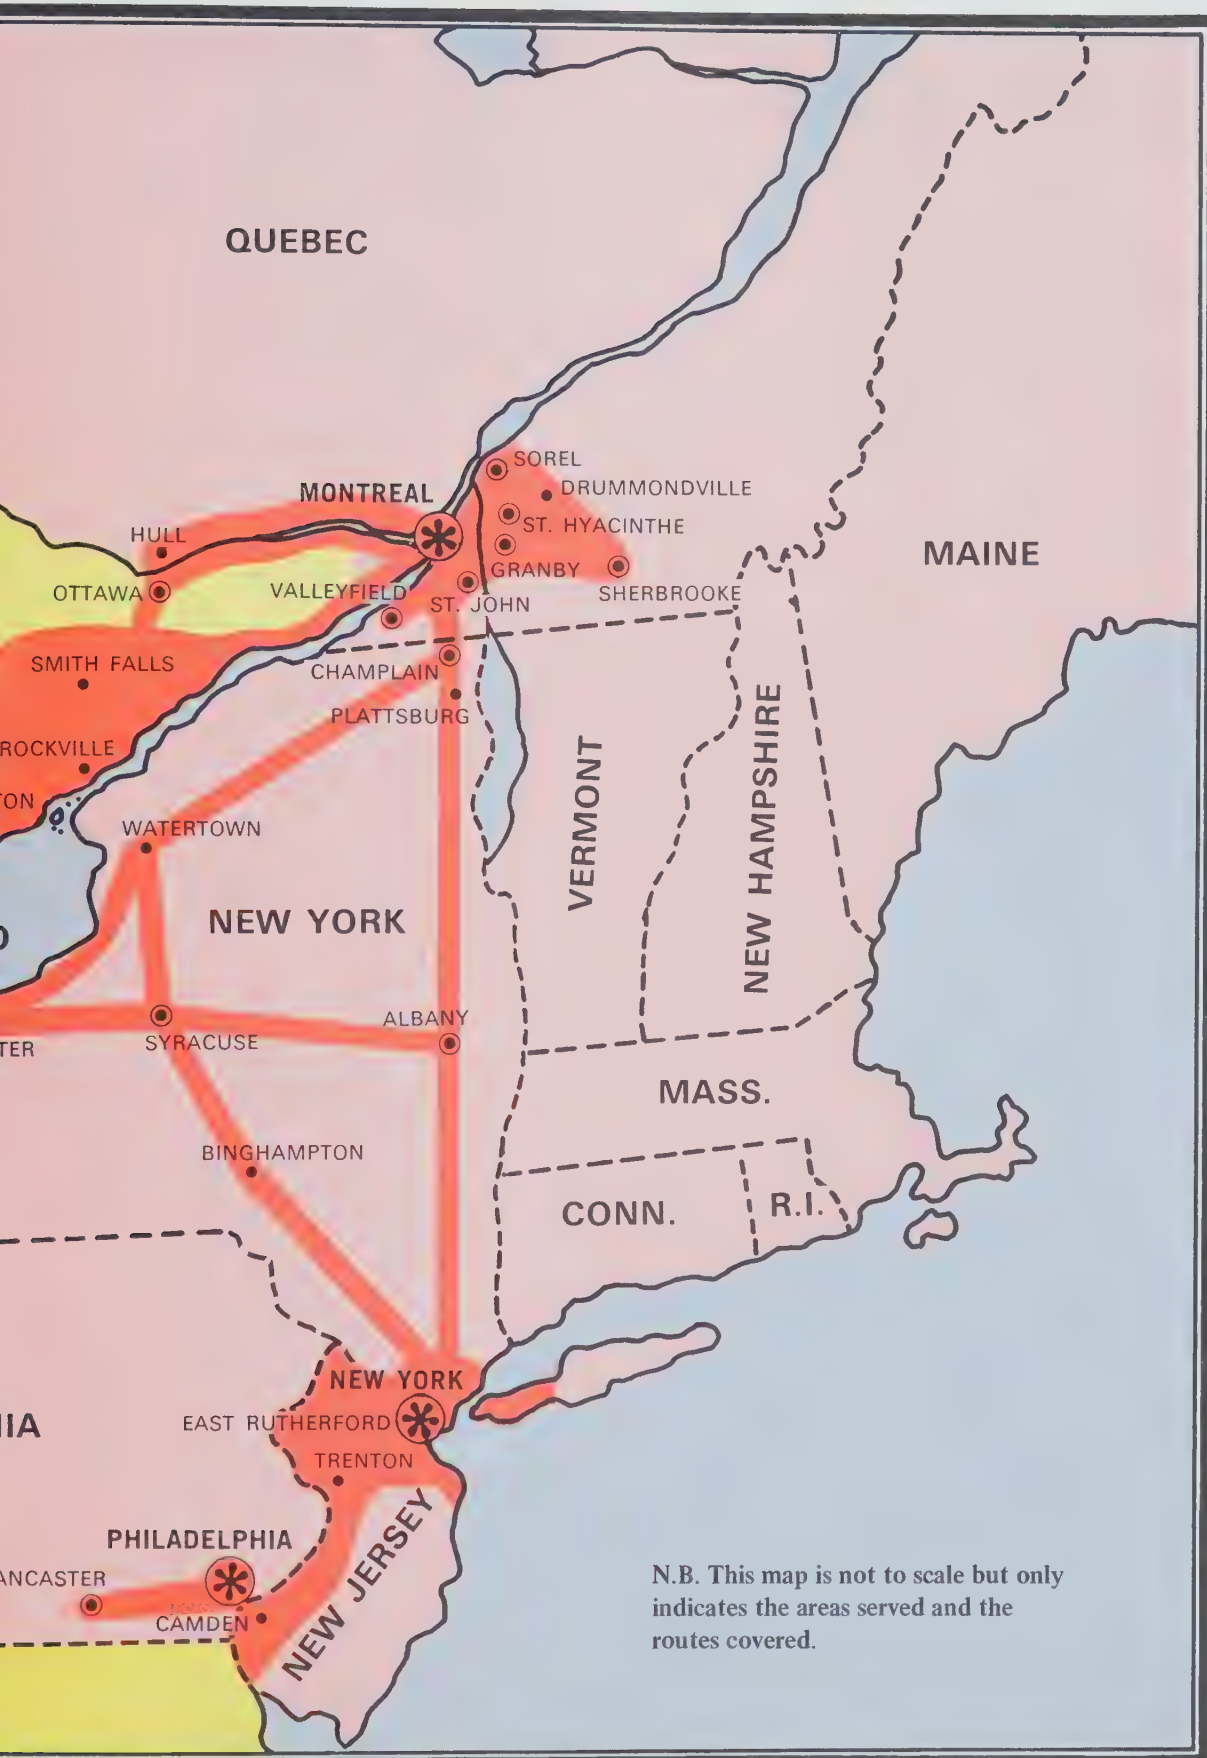 QUEBEC
SOREL
DRUMMONDVILLE
MONTREAL
ST. HYACINTHE
HULL
MAINE
GRANBY
OTTAWA
VALLEYFIELD
SHERBROOKE
ST. JOHN
SMITH FALLS
CHAMPLAIN
PLATTSBURG
ROCKVILLE
TON
WATERTOWN
VERMONT
NEW HAMPSHIRE
NEW YORK
O
ALBANY
SYRACUSE
TER
MASS.
BINGHAMPTON
CONN.
R.I.
NEW YORK
EAST RUTHERFORD
NIA
TRENTON
PHILADELPHIA
NEW JERSEY
ANCASTER
CAMDEN
N.B. This map is not to scale but only
indicates the areas served and the
routes covered.